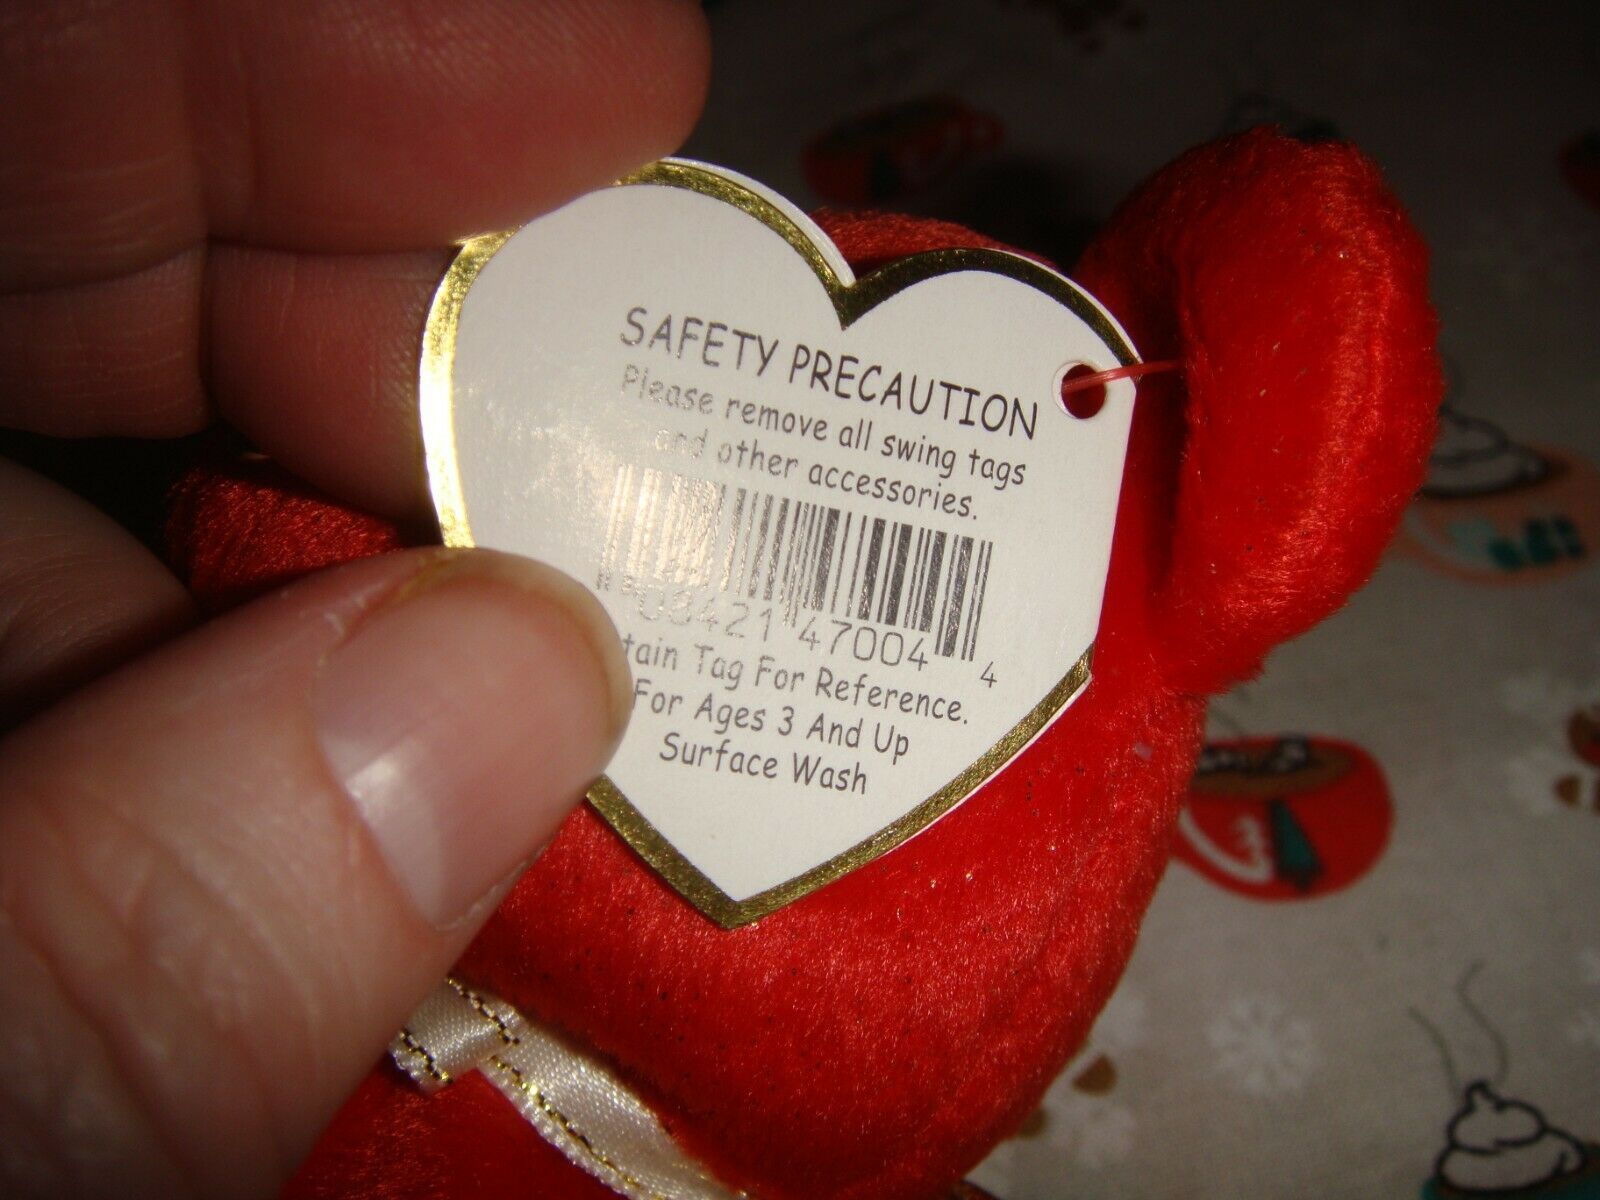 SAFETY PRECAUTION
Please remove all swing tags
and other accessories.
08421 47004 4
tain Tag For Reference.
For Ages 3 And Up
Surface Wash